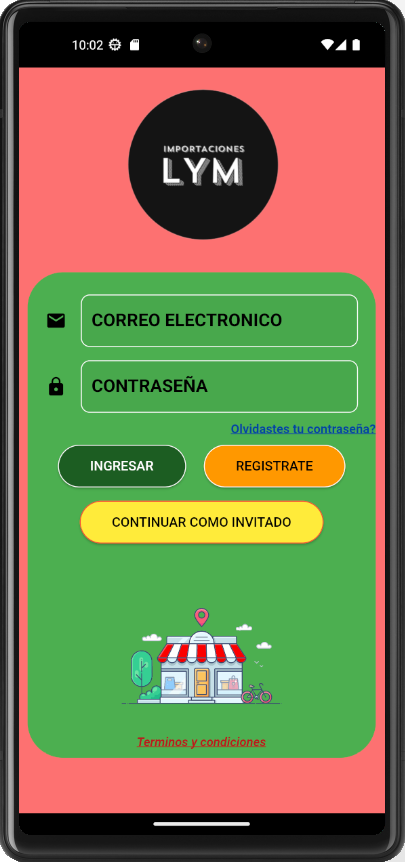 10:02
IMPORTACIONES
LYM
CORREO ELECTRONICO
CONTRASEÑA
Olvidastes tu contraseña?
INGRESAR
REGISTRATE
CONTINUAR COMO INVITADO
Terminos y condiciones